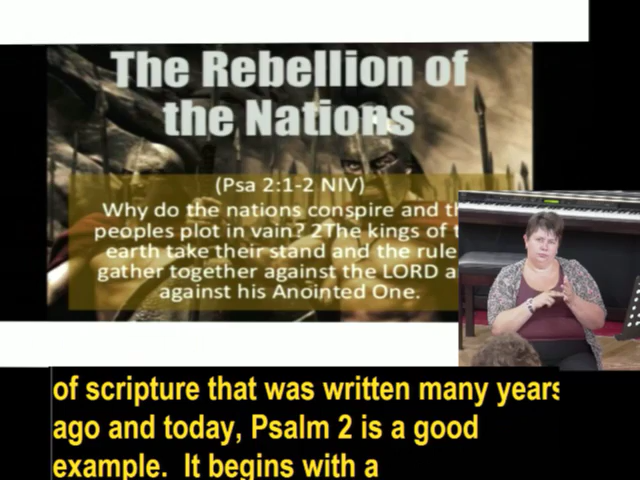 The Rebellion of
the Nations
(Psa 2:1-2 NIV)
Why do the nations conspire and
peoples plot in vain? 2The kings of
earth take their stand and the
gather together against the LORD
against his Anointed One.
of scripture that was written many years
ago and today, Psalm 2 is a good
example. It begins with a